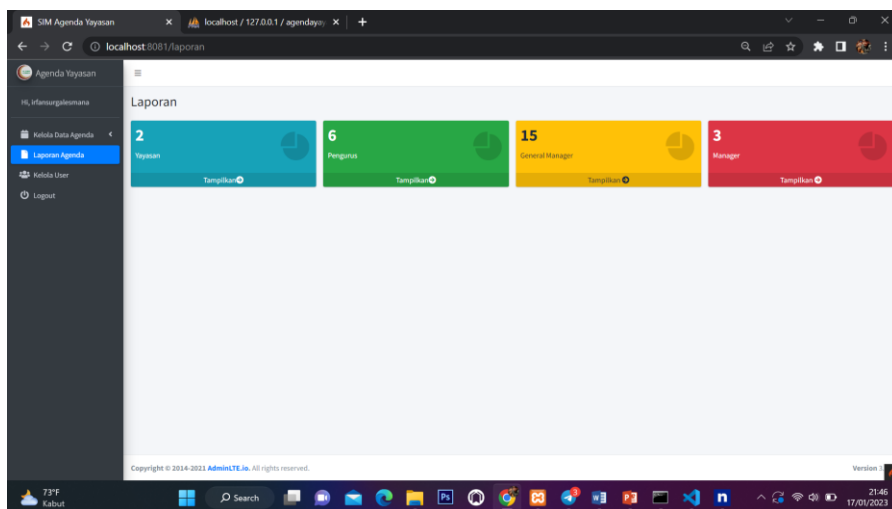 SIM Agenda Yayasan
localhost / 127.0.0.1 / agendayay
localhost:8081/laporan
Agenda Yayasan
Hi, Irfansurgalesmana
Laporan
Kelola Data Agenda
Laporan Agenda
Kelola User
Logout
2
Yayasan
Tampilkan
6
Pengurus
Tampilkan
15
General Manager
Tampilkan
3
Manager
Tampilkan
Copyright © 2014-2021 AdminLTE.io. All rights reserved.
Version
73°F
Kabut
Search
Ps
21:46
17/01/2023